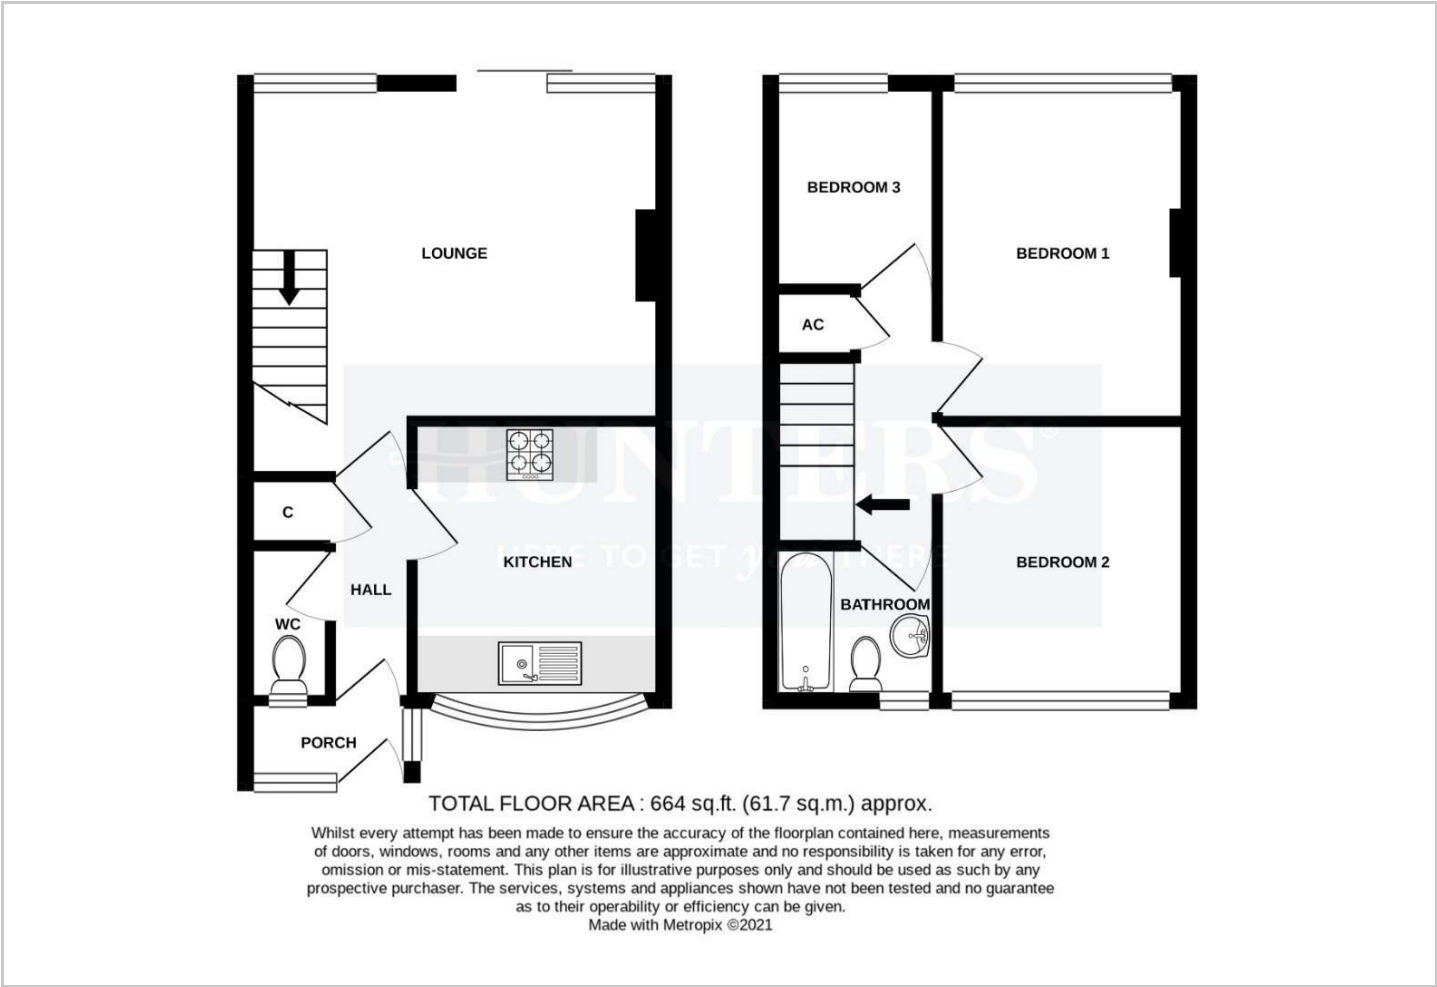 LOUNGE
C
HALL
WC
KITCHEN
PORCH
BEDROOM 3
BEDROOM 1
AC
BEDROOM 2
BATHROOM
HUNTERS®
HERE TO GET you THERE
TOTAL FLOOR AREA : 664 sq.ft. (61.7 sq.m.) approx.
Whilst every attempt has been made to ensure the accuracy of the floorplan contained here, measurements
of doors, windows, rooms and any other items are approximate and no responsibility is taken for any error,
omission or mis-statement. This plan is for illustrative purposes only and should be used as such by any
prospective purchaser. The services, systems and appliances shown have not been tested and no guarantee
as to their operability or efficiency can be given.
Made with Metropix ©2021